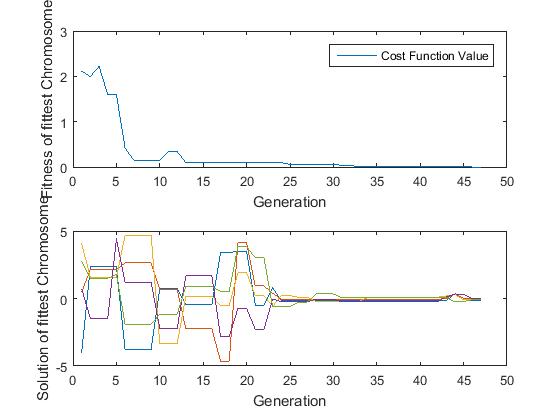 Fitness of fittest Chromosome
3
2
1
0
Cost Function Value
0 5 10 15 20 25 30 35 40 45 50
Generation
Solution of fittest Chromosome
5
0
-5
0 5 10 15 20 25 30 35 40 45 50
Generation